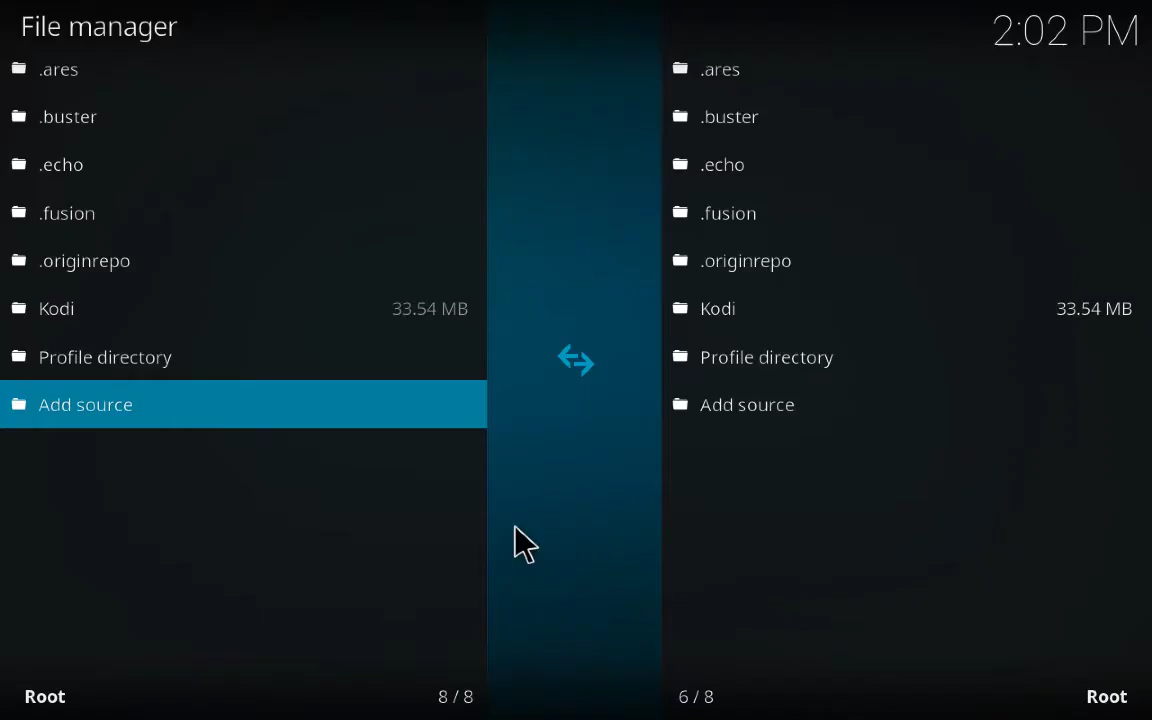 File manager
2:02 PM
.ares
.buster
.echo
.fusion
.originrepo
Kodi 33.54 MB
Profile directory
Add source
.ares
.buster
.echo
.fusion
.originrepo
Kodi 33.54 MB
Profile directory
Add source
Root 8 / 8
6 / 8 Root